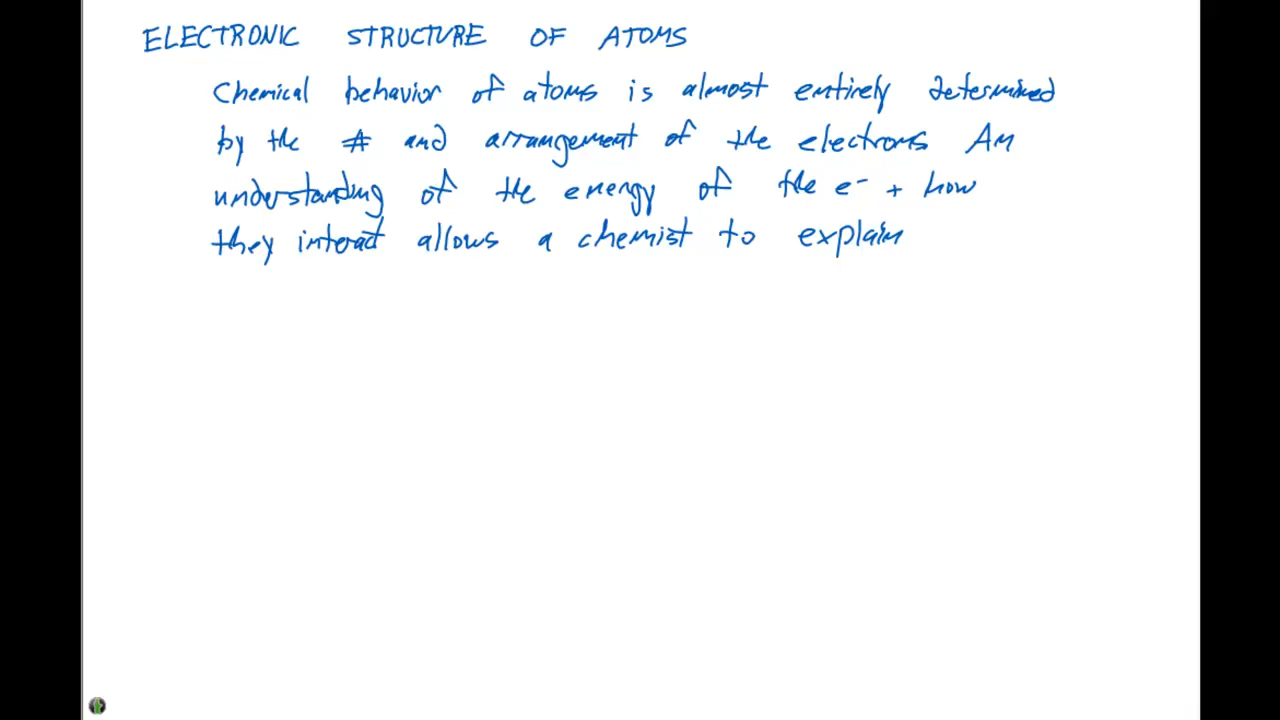 ELECTRONIC STRUCTURE OF ATOMS
Chemical behavior of atoms is almost entirely determined
by the # and arrangement of the electrons An
understanding of the energy of the e⁻ + how
they interact allows a chemist to explain